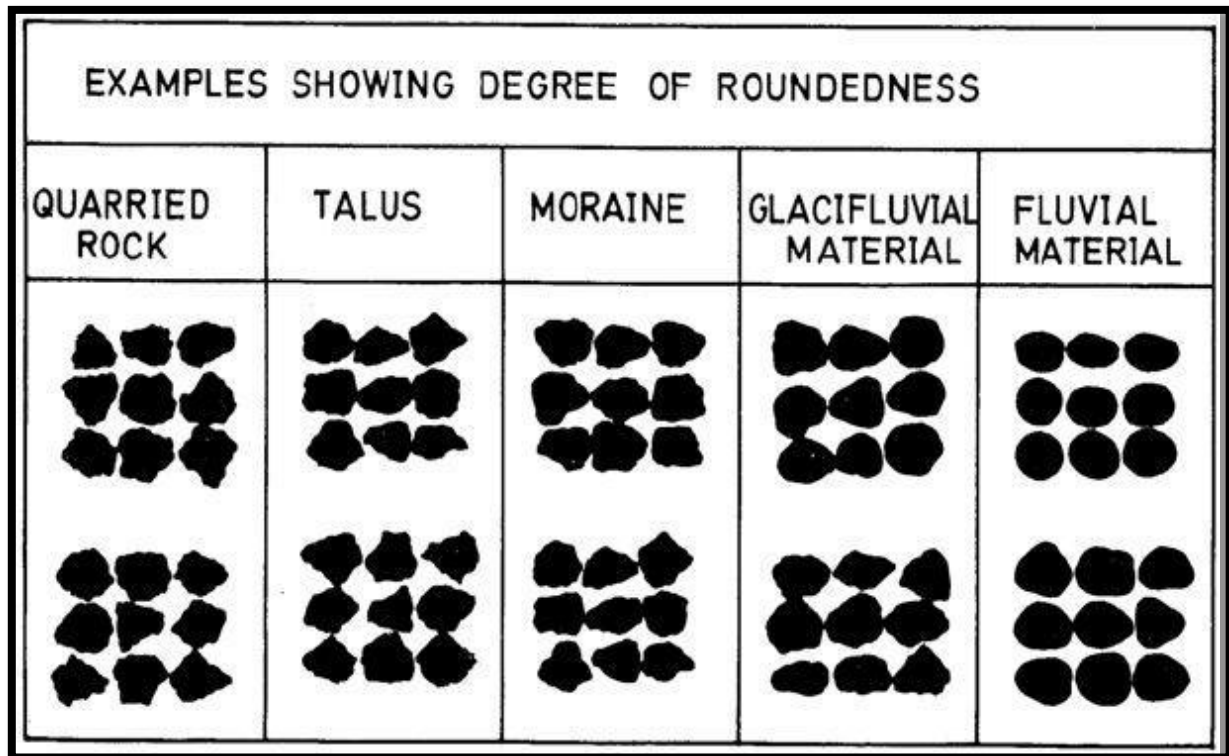 EXAMPLES SHOWING DEGREE OF ROUNDEDNESS
QUARRIED
ROCK
TALUS
MORAINE
GLACIFLUVIAL
MATERIAL
FLUVIAL
MATERIAL